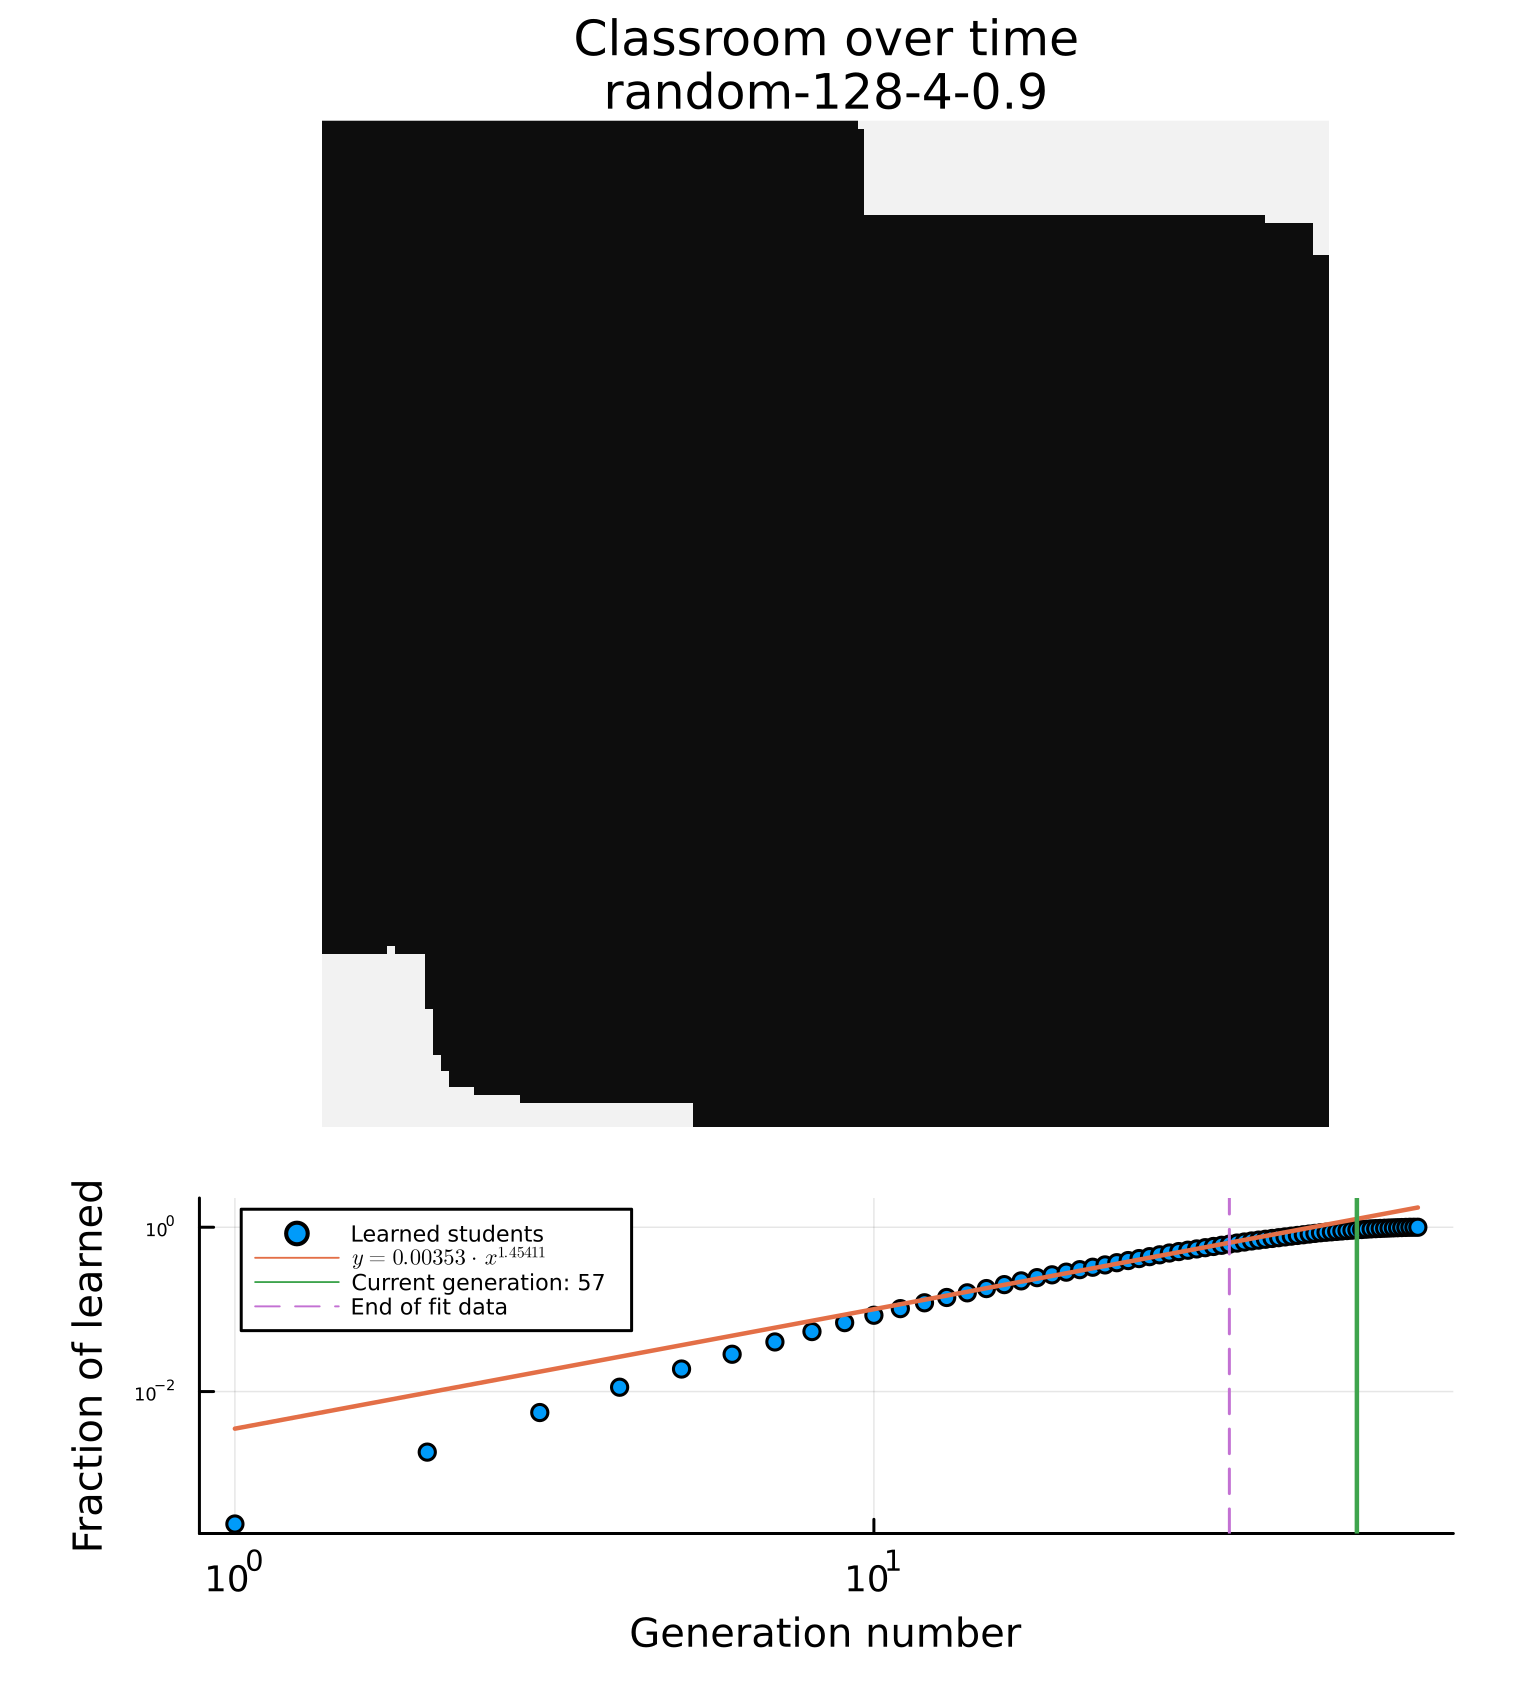 Classroom over time
random-128-4-0.9
Fraction of learned
10^0
10^-2
Learned students
y = 0.00353 · x^1.45411
Current generation: 57
End of fit data
10^0
10^1
Generation number